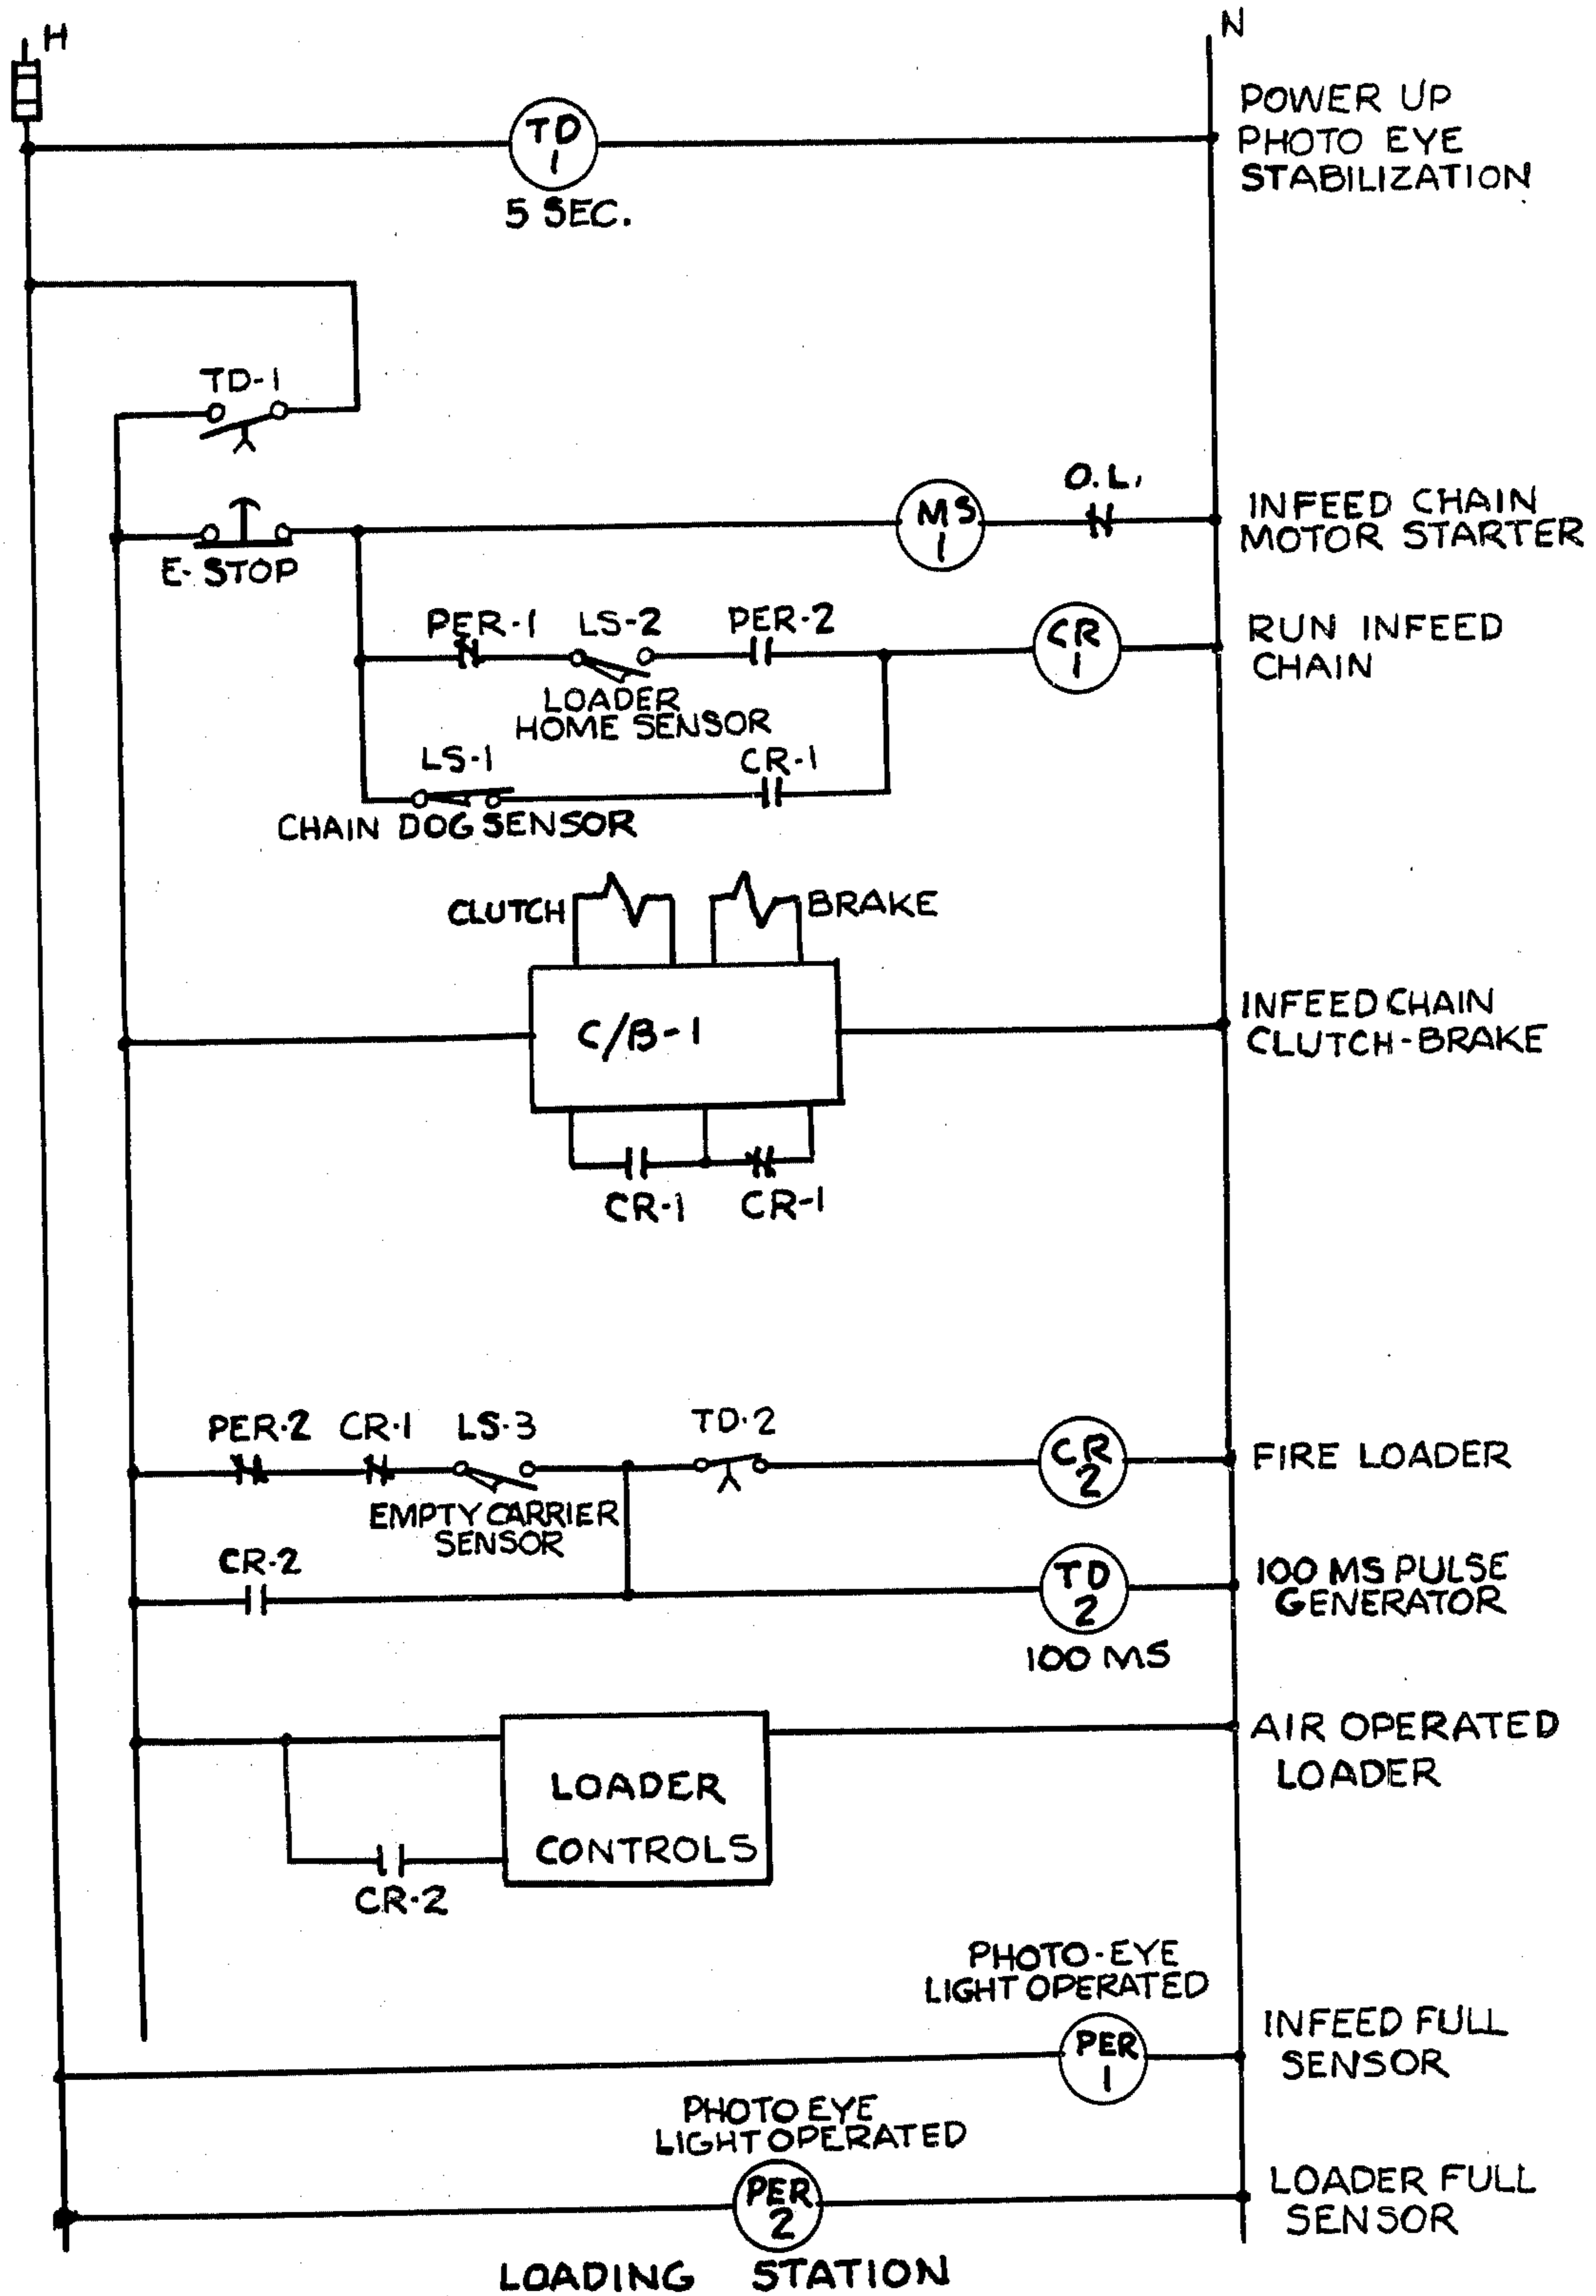 H
N
TD
1
5 SEC.
POWER UP
PHOTO EYE
STABILIZATION
TD-1
E-STOP
MS
1
O.L.
INFEED CHAIN
MOTOR STARTER
PER-1
LS-2
PER-2
LOADER
HOME SENSOR
CR
1
RUN INFEED
CHAIN
LS-1
CR-1
CHAIN DOG SENSOR
CLUTCH
BRAKE
C/B-1
INFEED CHAIN
CLUTCH-BRAKE
CR-1
CR-1
PER-2
CR-1
LS-3
TD-2
EMPTY CARRIER
SENSOR
CR
2
FIRE LOADER
CR-2
TD
2
100 MS
100 MS PULSE
GENERATOR
LOADER
CONTROLS
AIR OPERATED
LOADER
CR-2
PHOTO-EYE
LIGHT OPERATED
PER
1
INFEED FULL
SENSOR
PHOTO EYE
LIGHT OPERATED
PER
2
LOADER FULL
SENSOR
LOADING STATION